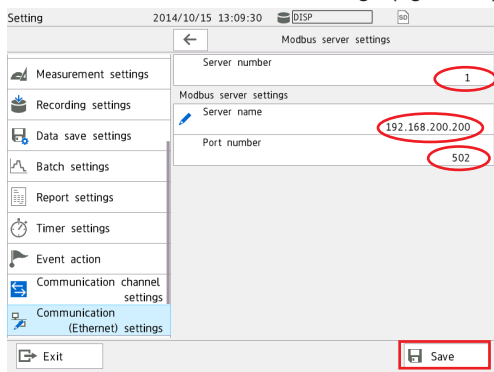 Setting 2014/10/15 13:09:30 DISP SD
Modbus server settings
Server number
1
Modbus server settings
Server name
192.168.200.200
Port number
502
Measurement settings
Recording settings
Data save settings
Batch settings
Report settings
Timer settings
Event action
Communication channel
settings
Communication
(Ethernet) settings
Exit Save